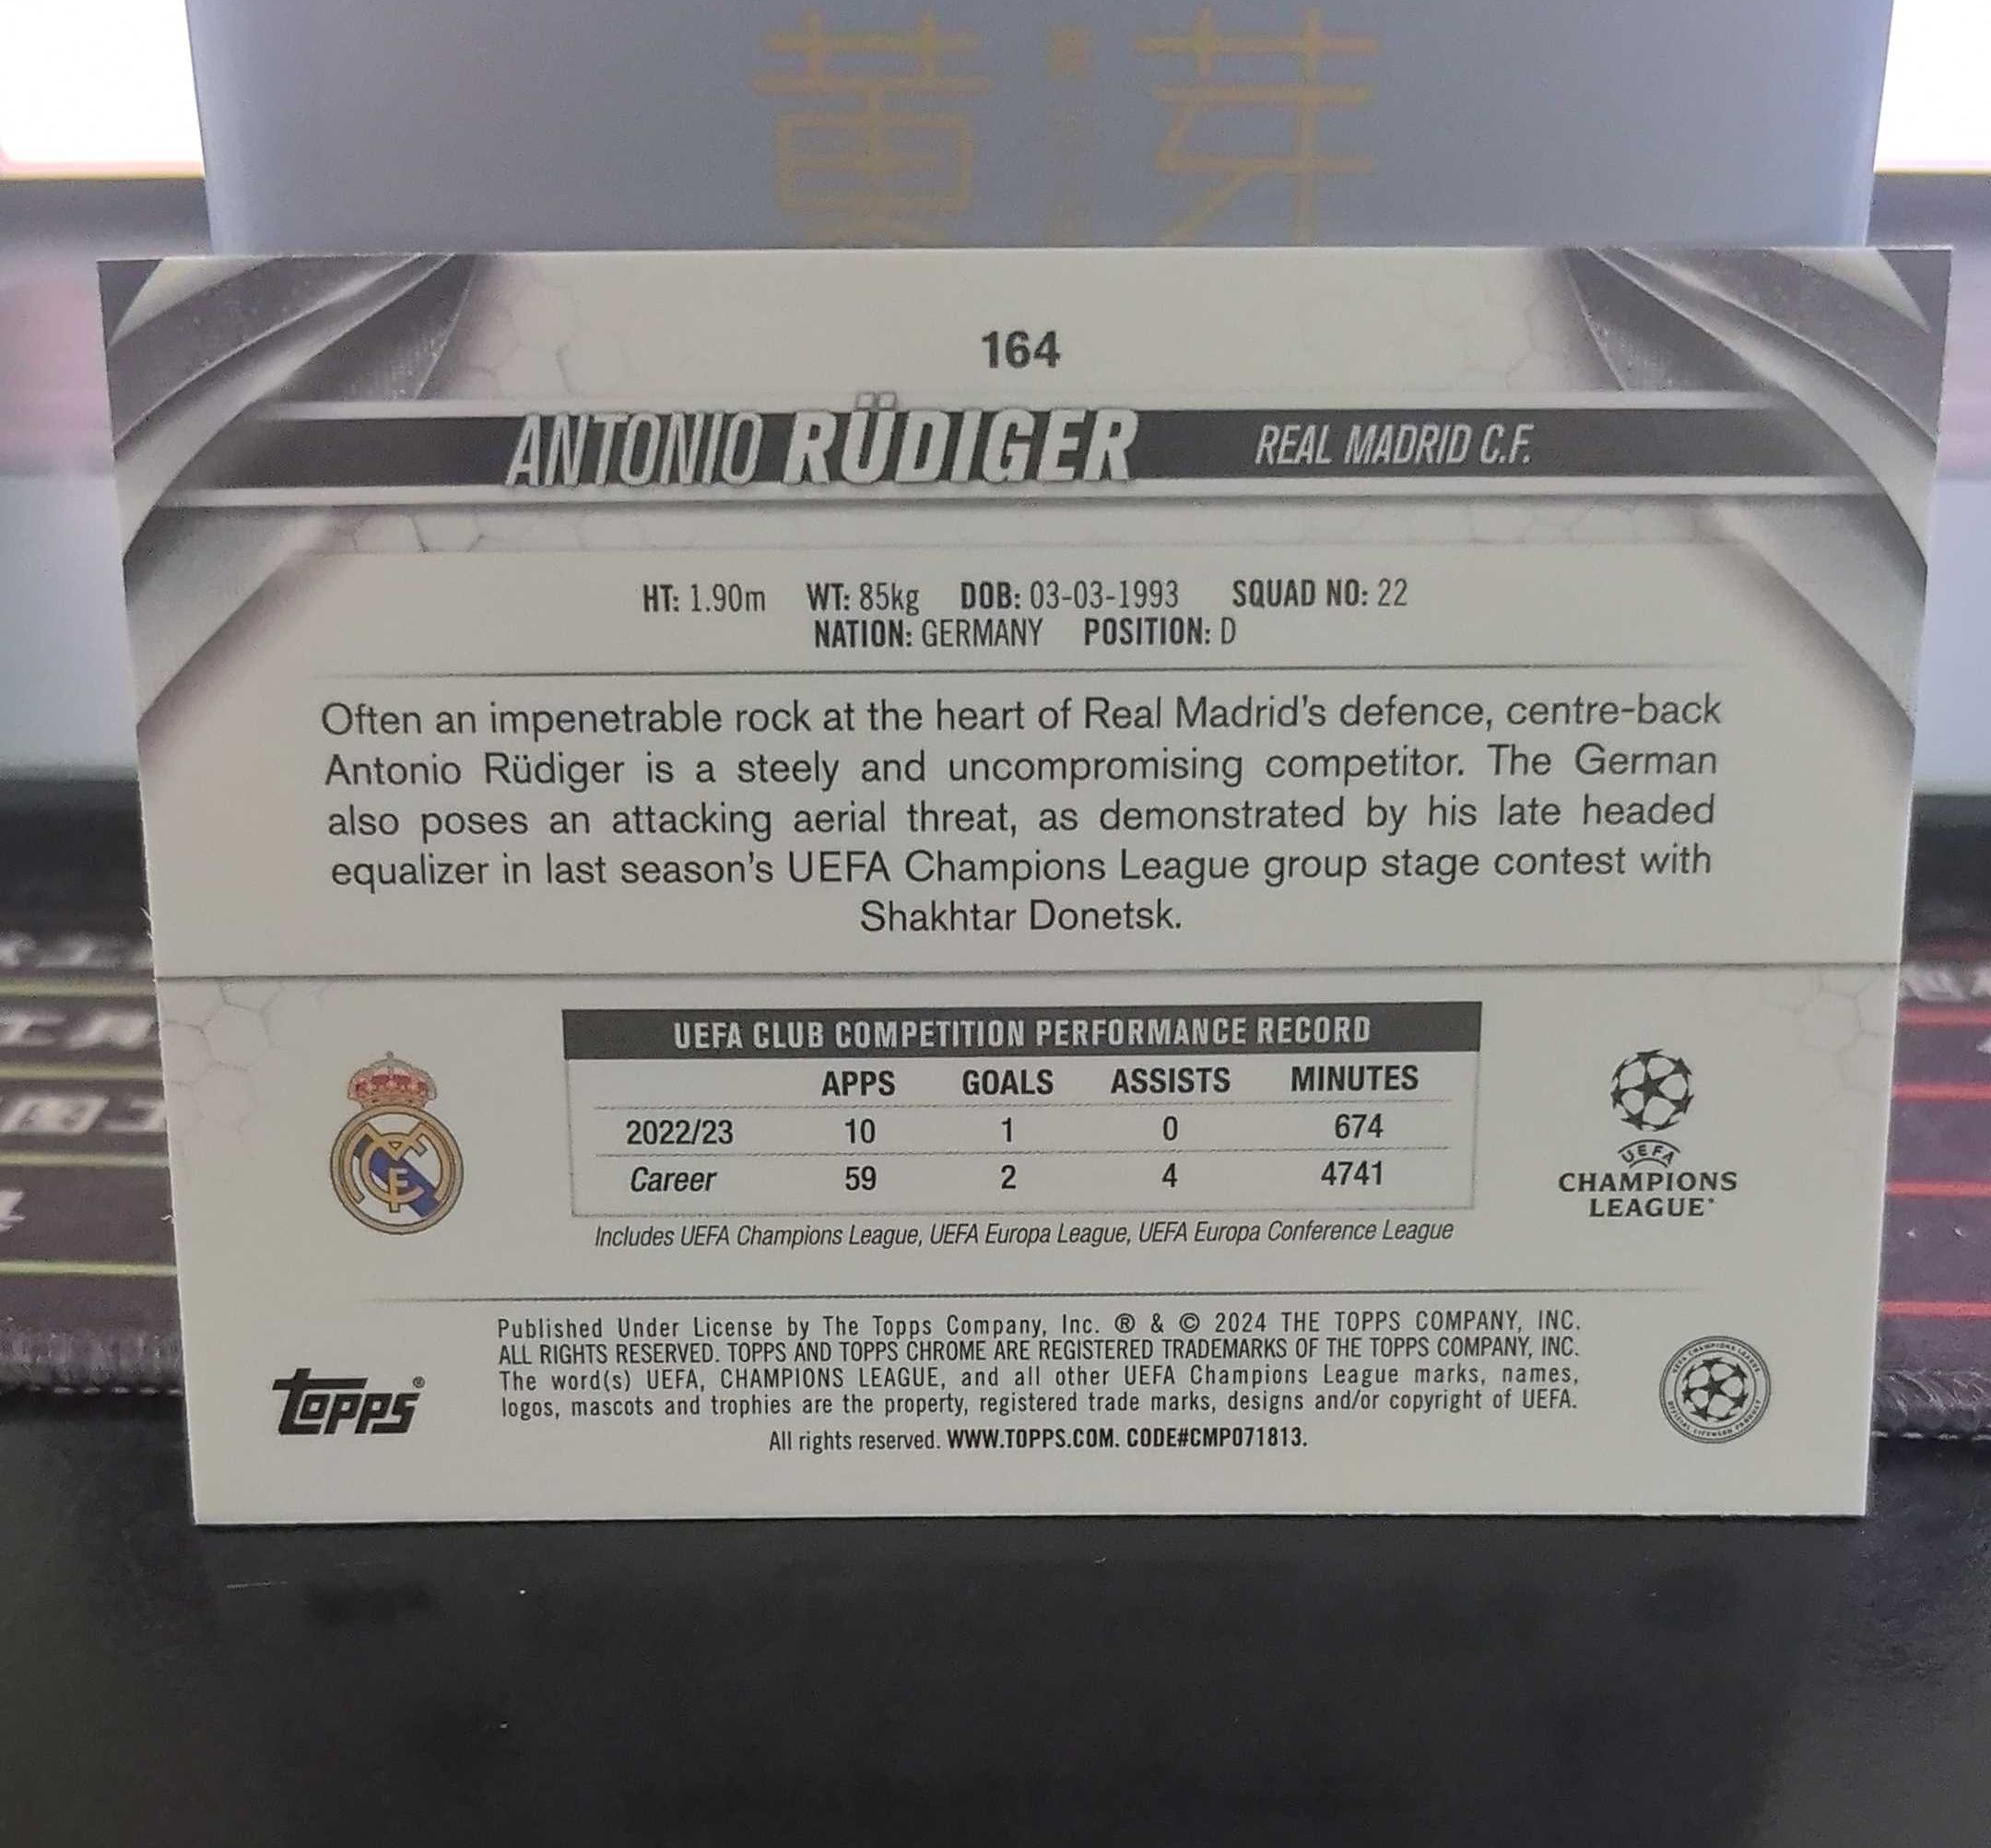 黄 芽
164
ANTONIO RÜDIGER REAL MADRID C.F.
HT: 1.90m WT: 85kg DOB: 03-03-1993 SQUAD NO: 22
NATION: GERMANY POSITION: D
Often an impenetrable rock at the heart of Real Madrid's defence, centre-back
Antonio Rüdiger is a steely and uncompromising competitor. The German
also poses an attacking aerial threat, as demonstrated by his late headed
equalizer in last season's UEFA Champions League group stage contest with
Shakhtar Donetsk.
UEFA CLUB COMPETITION PERFORMANCE RECORD
APPS GOALS ASSISTS MINUTES
2022/23 10 1 0 674
Career 59 2 4 4741
Includes UEFA Champions League, UEFA Europa League, UEFA Europa Conference League
UEFA
CHAMPIONS
LEAGUE
Published Under License by The Topps Company, Inc. ® & © 2024 THE TOPPS COMPANY, INC.
ALL RIGHTS RESERVED. TOPPS AND TOPPS CHROME ARE REGISTERED TRADEMARKS OF THE TOPPS COMPANY, INC.
The word(s) UEFA, CHAMPIONS LEAGUE, and all other UEFA Champions League marks, names,
logos, mascots and trophies are the property, registered trade marks, designs and/or copyright of UEFA.
All rights reserved. WWW.TOPPS.COM. CODE#CMP071813.
Topps®